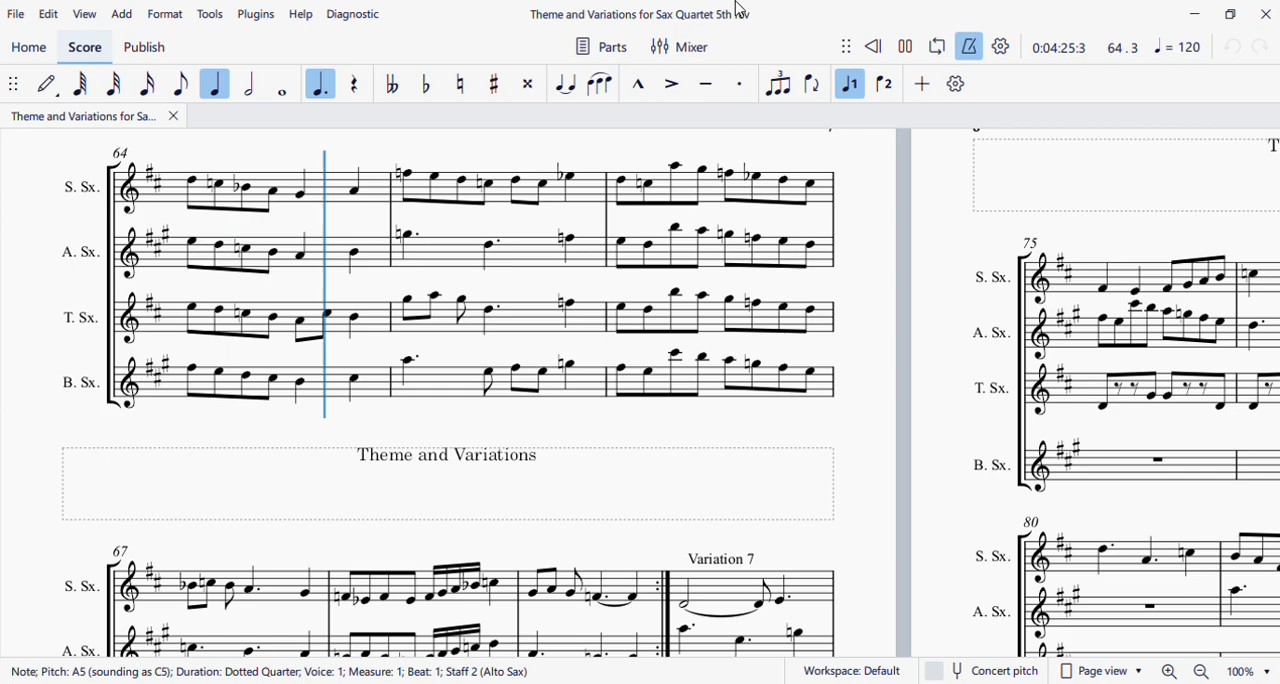 File Edit View Add Format Tools Plugins Help Diagnostic
Theme and Variations for Sax Quartet 5th
Home Score Publish Parts Mixer 0:04:25:3 64 . 3 = 120
3 1 2
Theme and Variations for Sa...
64
S. Sx.
A. Sx.
T. Sx.
B. Sx.
Theme and Variations
67
Variation 7
S. Sx.
A. Sx.
T
75
S. Sx.
A. Sx.
T. Sx.
B. Sx.
80
S. Sx.
A. Sx.
Note; Pitch: A5 (sounding as C5); Duration: Dotted Quarter; Voice: 1; Measure: 1; Beat: 1; Staff 2 (Alto Sax) Workspace: Default Concert pitch Page view 100%